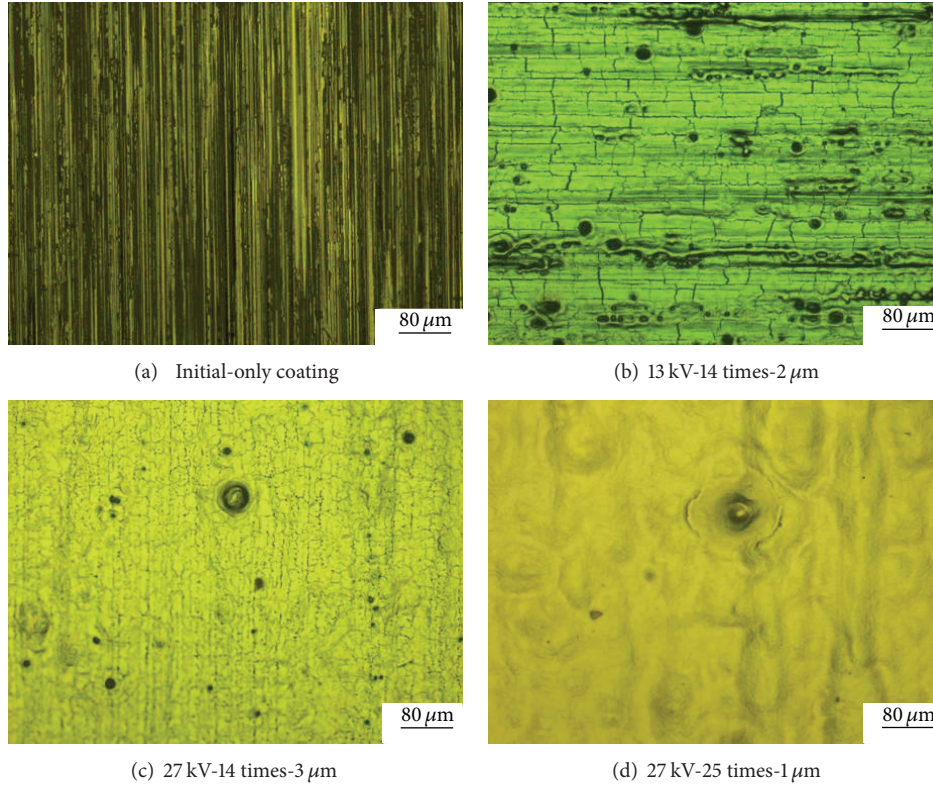 80 μm
80 μm
(a) Initial-only coating
(b) 13 kV-14 times-2 μm
80 μm
80 μm
(c) 27 kV-14 times-3 μm
(d) 27 kV-25 times-1 μm